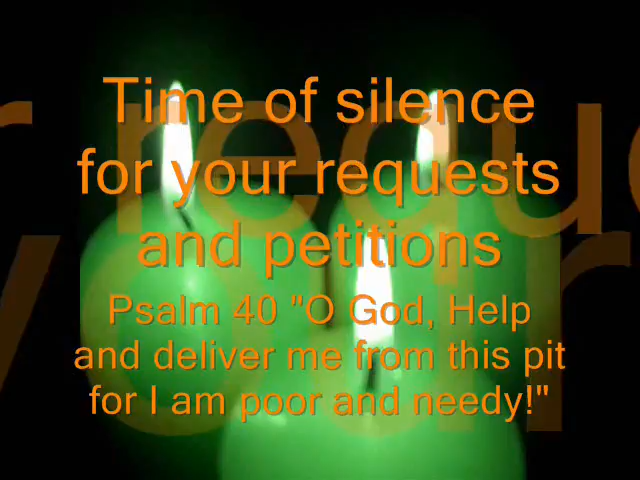 Time of silence
for your requests
and petitions
Psalm 40 "O God, Help
and deliver me from this pit
for I am poor and needy!"